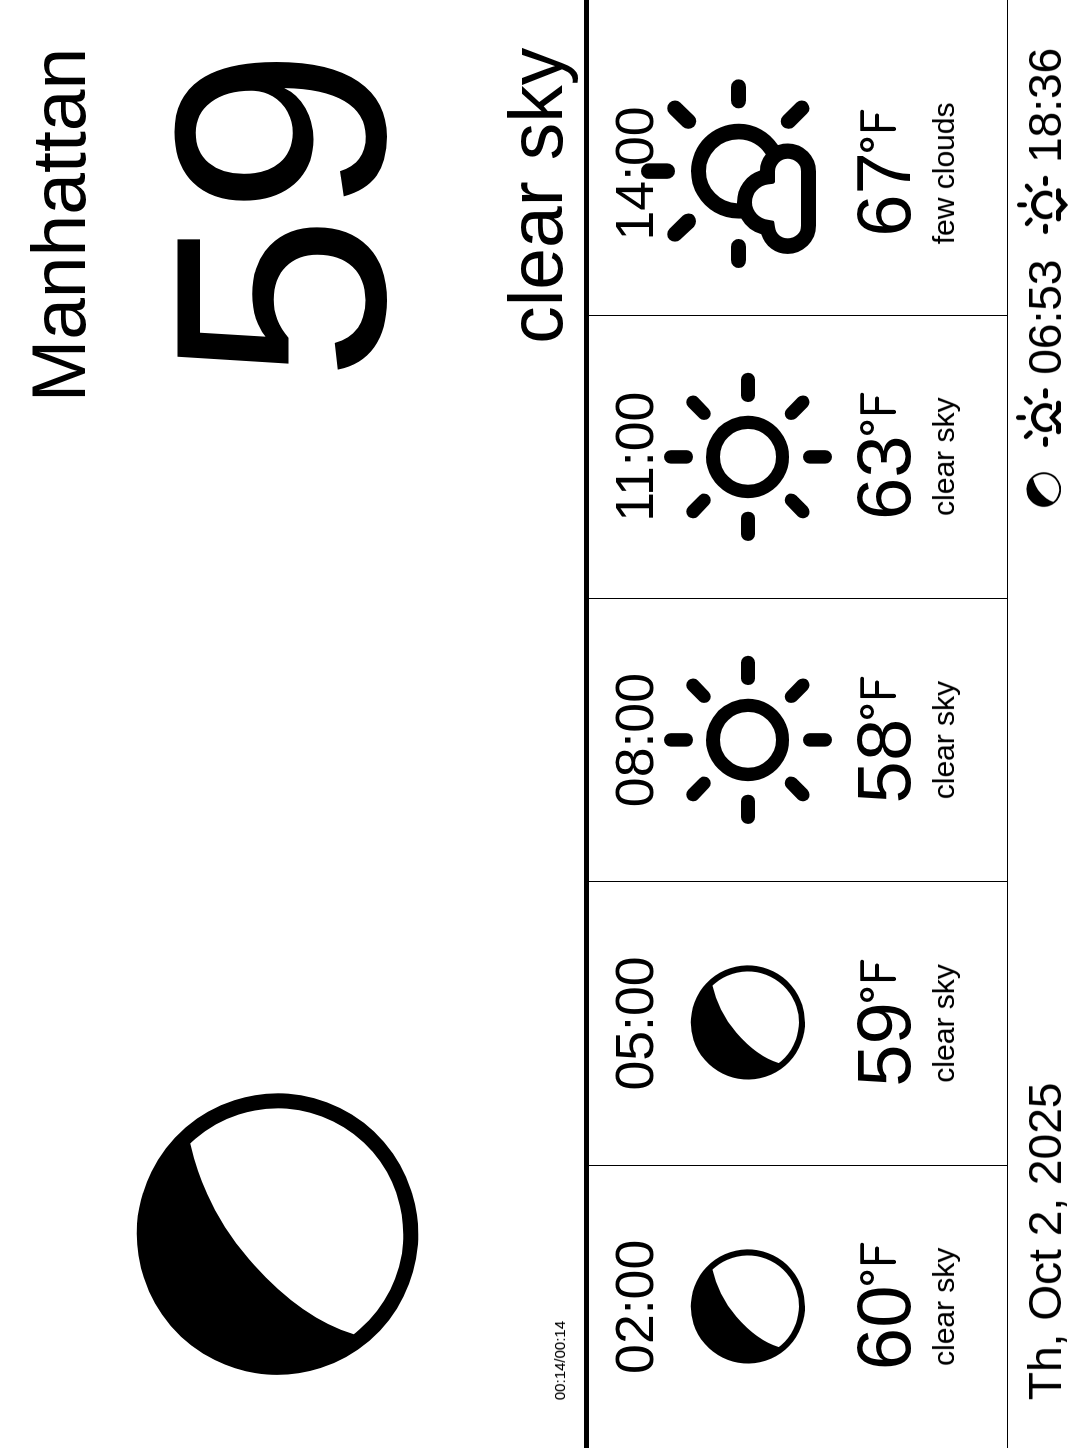 Manhattan
59
clear sky
00:14/00:14
02:00 05:00 08:00 11:00 14:00
60°F 59°F 58°F 63°F 67°F
clear sky clear sky clear sky clear sky few clouds
Th, Oct 2, 2025 06:53 18:36